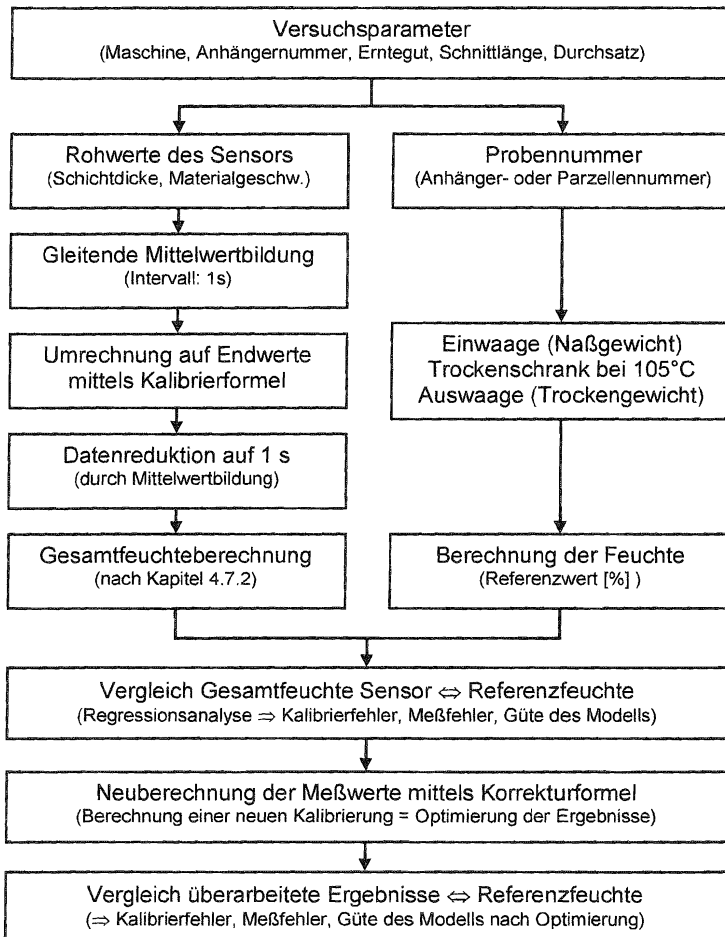 Versuchsparameter
(Maschine, Anhängernummer, Erntegut, Schnittlänge, Durchsatz)
Rohwerte des Sensors
(Schichtdicke, Materialgeschw.)
Gleitende Mittelwertbildung
(Intervall: 1s)
Umrechnung auf Endwerte
mittels Kalibrierformel
Datenreduktion auf 1 s
(durch Mittelwertbildung)
Gesamtfeuchteberechnung
(nach Kapitel 4.7.2)
Probennummer
(Anhänger- oder Parzellennummer)
Einwaage (Naßgewicht)
Trockenschrank bei 105°C
Auswaage (Trockengewicht)
Berechnung der Feuchte
(Referenzwert [%] )
Vergleich Gesamtfeuchte Sensor ⇔ Referenzfeuchte
(Regressionsanalyse ⇒ Kalibrierfehler, Meßfehler, Güte des Modells)
Neuberechnung der Meßwerte mittels Korrekturformel
(Berechnung einer neuen Kalibrierung = Optimierung der Ergebnisse)
Vergleich überarbeitete Ergebnisse ⇔ Referenzfeuchte
(⇒ Kalibrierfehler, Meßfehler, Güte des Modells nach Optimierung)